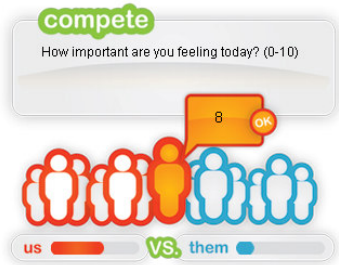 compete
How important are you feeling today? (0-10)
8
OK
us VS. them